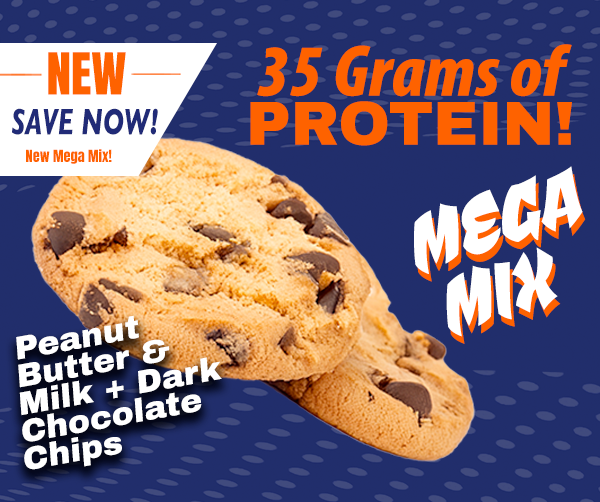 NEW
SAVE NOW!
New Mega Mix!
35 Grams of
PROTEIN!
MEGA
MIX
Peanut
Butter &
Milk + Dark
Chocolate
Chips